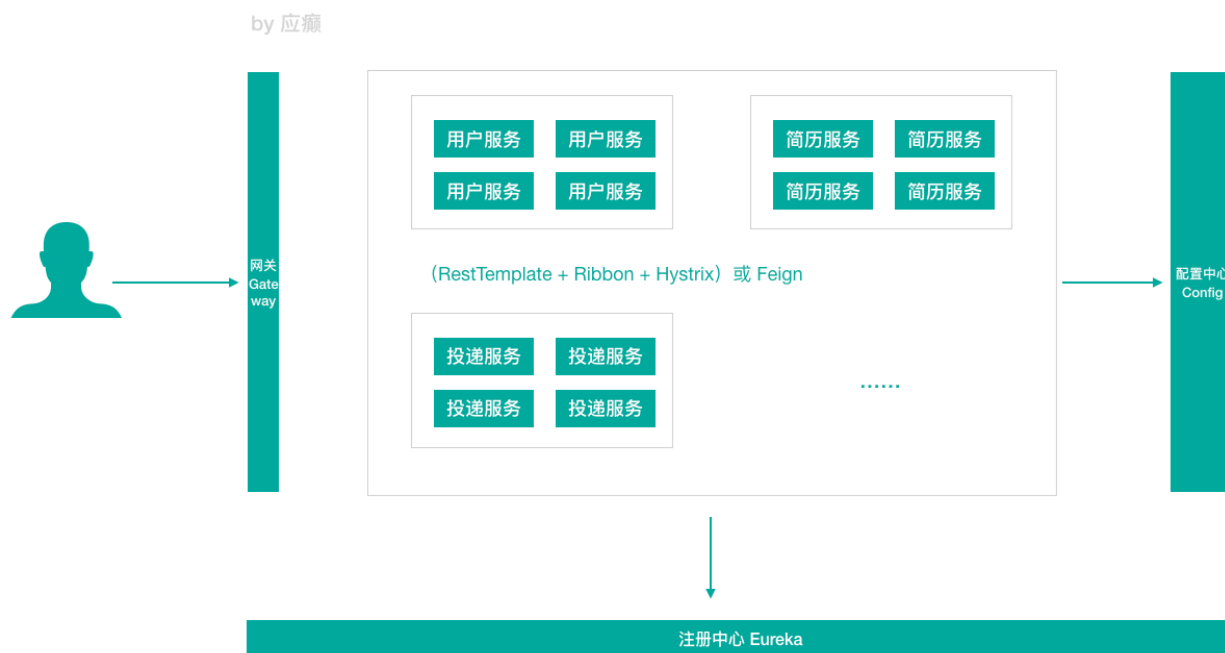 by 应癫
用户服务
用户服务
用户服务
用户服务
简历服务
简历服务
简历服务
简历服务
网关
Gate
way
（RestTemplate + Ribbon + Hystrix）或 Feign
配置中心
Config
投递服务
投递服务
投递服务
投递服务
......
注册中心 Eureka